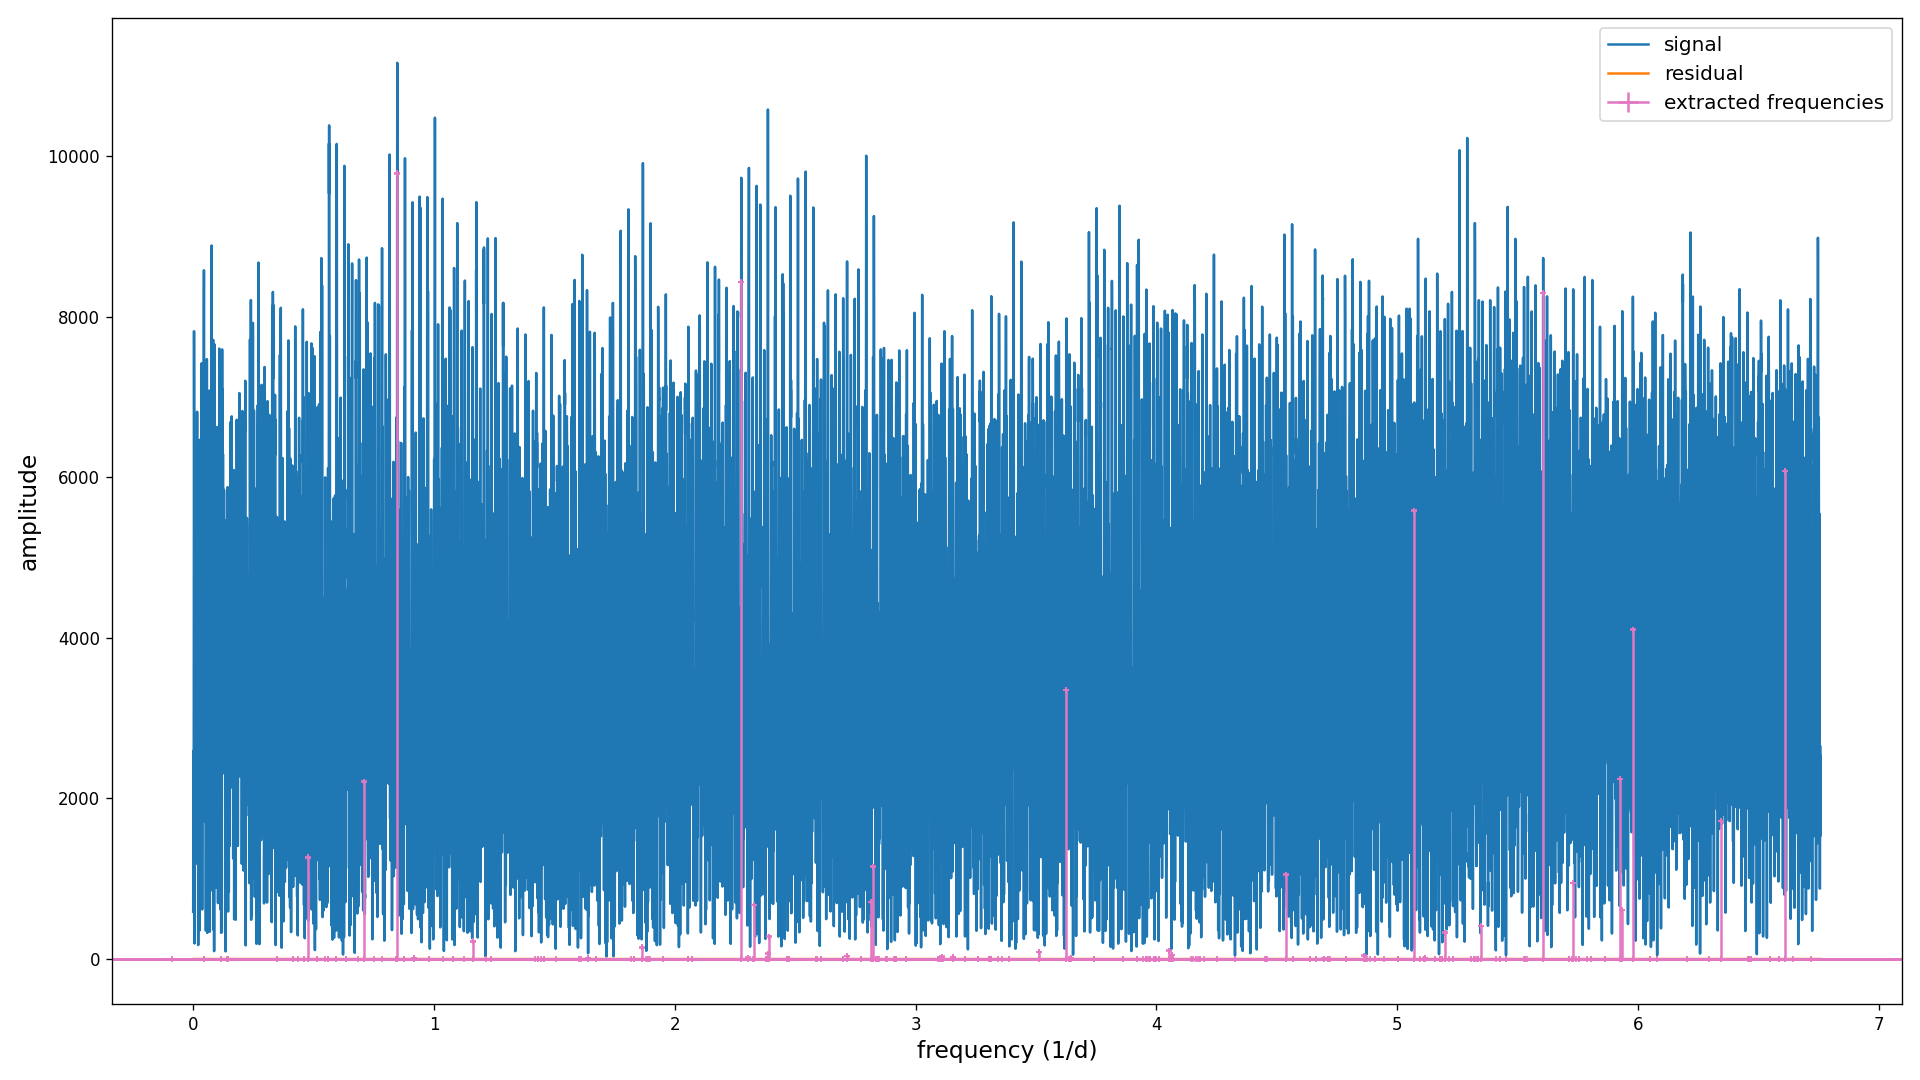 signal
residual
extracted frequencies
amplitude
10000
8000
6000
4000
2000
0
0 1 2 3 4 5 6 7
frequency (1/d)